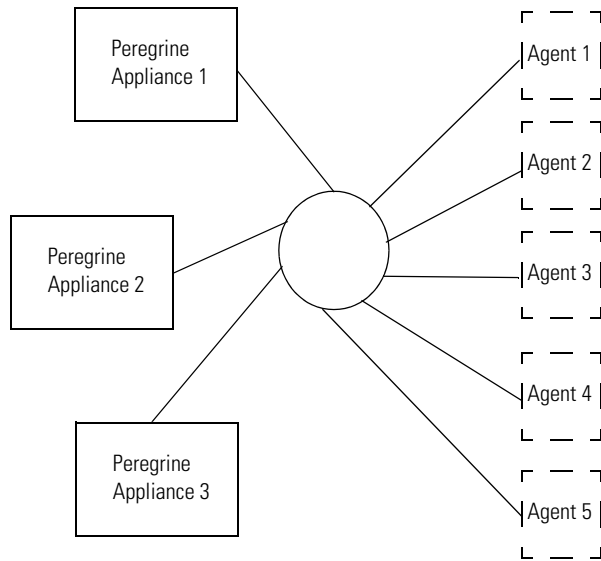 Peregrine
Appliance 1
Peregrine
Appliance 2
Peregrine
Appliance 3
Agent 1
Agent 2
Agent 3
Agent 4
Agent 5